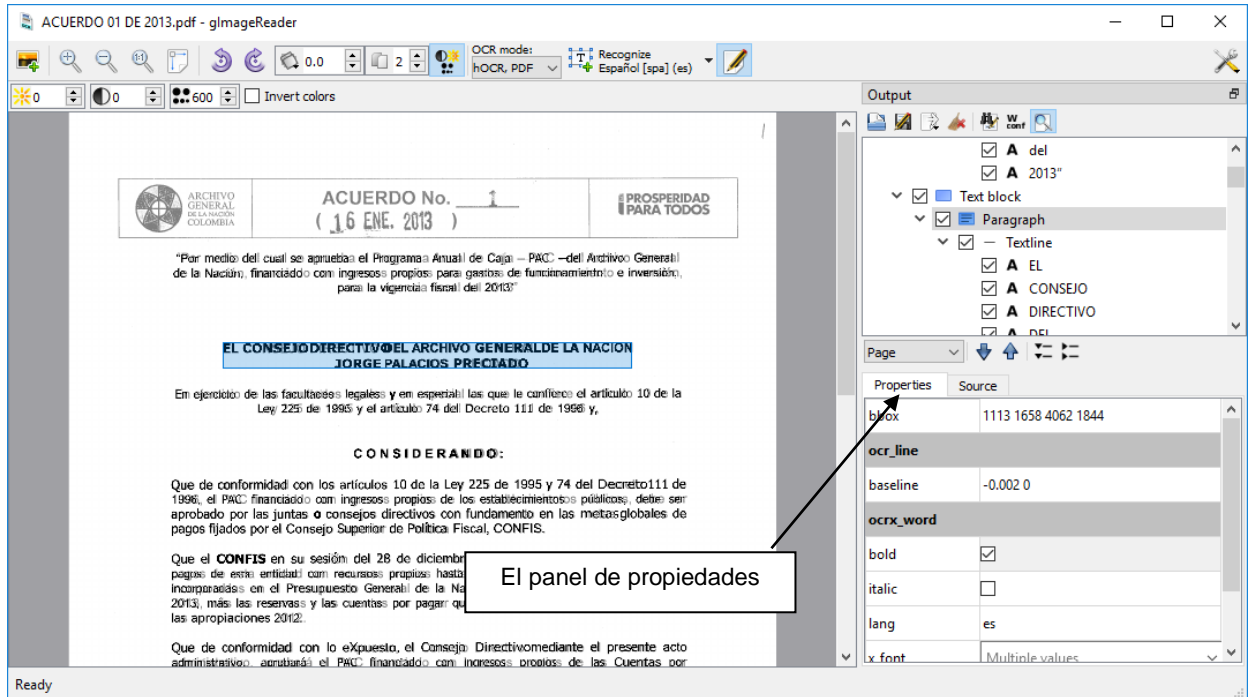 ACUERDO 01 DE 2013.pdf - gImageReader
0.0
2
OCR mode:
hOCR, PDF
Recognize
Español [spa] (es)
0
0
600
Invert colors
ARCHIVO
GENERAL
DE LA NACIÓN
COLOMBIA
ACUERDO No. 1
( 16 ENE. 2013 )
PROSPERIDAD
PARA TODOS
"Por medio del cual se aprueba el Programa Anual de Caja – PAC –del Archivo General
de la Nación, financiado con ingresos propios para gastos de funcionamiento e inversión,
para la vigencia fiscal del 2013"
EL CONSEJO DIRECTIVO DEL ARCHIVO GENERAL DE LA NACION
JORGE PALACIOS PRECIADO
En ejercicio de las facultades legales y en especial las que le confiere el artículo 10 de la
Ley 225 de 1995 y el artículo 74 del Decreto 111 de 1996 y,
CONSIDERANDO:
Que de conformidad con los artículos 10 de la Ley 225 de 1995 y 74 del Decreto111 de
1996, el PAC financiado con ingresos propios de los establecimientos públicos, debe ser
aprobado por las juntas o consejos directivos con fundamento en las metasglobales de
pagos fijados por el Consejo Superior de Política Fiscal, CONFIS.
Que el CONFIS en su sesión del 28 de diciembr
pagos de esta entidad con recursos propios hasta
incorporadas en el Presupuesto General de la Na
2013, más las reservas y las cuentas por pagar qu
las apropiaciones 2012.
Que de conformidad con lo eXpuesto, el Consejo Directivomediante el presente acto
administrativo, aprobará el PAC financiado con ingresos propios de las Cuentas por
El panel de propiedades
Output
W
conf
A del
A 2013"
Text block
Paragraph
Textline
A EL
A CONSEJO
A DIRECTIVO
A DEL
Page
Properties
Source
bbox 1113 1658 4062 1844
ocr_line
baseline -0.002 0
ocrx_word
bold
italic
lang es
x_font Multiple values
Ready